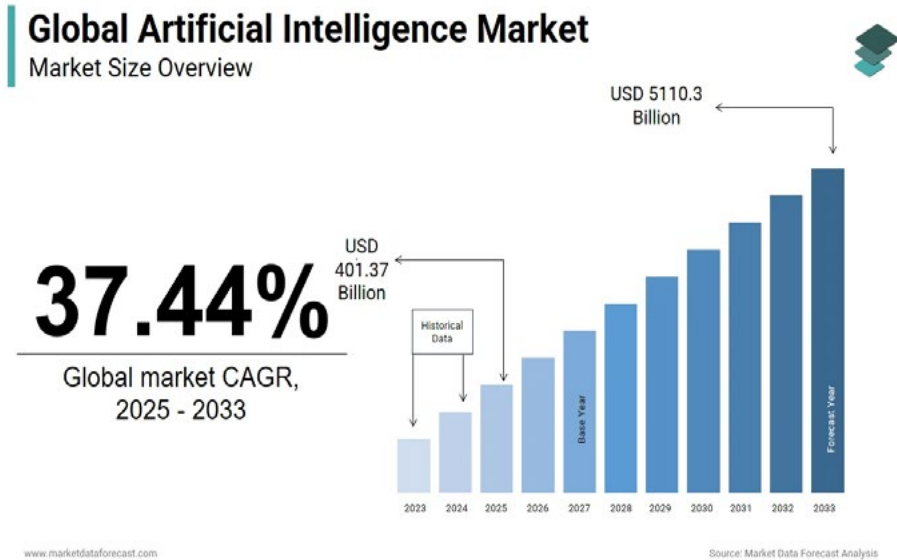 Global Artificial Intelligence Market
Market Size Overview
USD 5110.3
Billion
USD
401.37
Billion
37.44%
Global market CAGR,
2025 - 2033
Historical
Data
Base Year
Forecast Year
2023 2024 2025 2026 2027 2028 2029 2030 2031 2032 2033
www.marketdataforecast.com
Source: Market Data Forecast Analysis